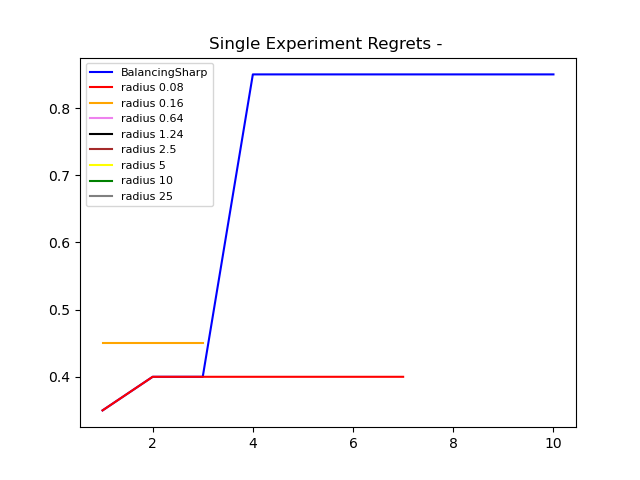 Single Experiment Regrets -
BalancingSharp
radius 0.08
radius 0.16
radius 0.64
radius 1.24
radius 2.5
radius 5
radius 10
radius 25
0.8
0.7
0.6
0.5
0.4
2 4 6 8 10